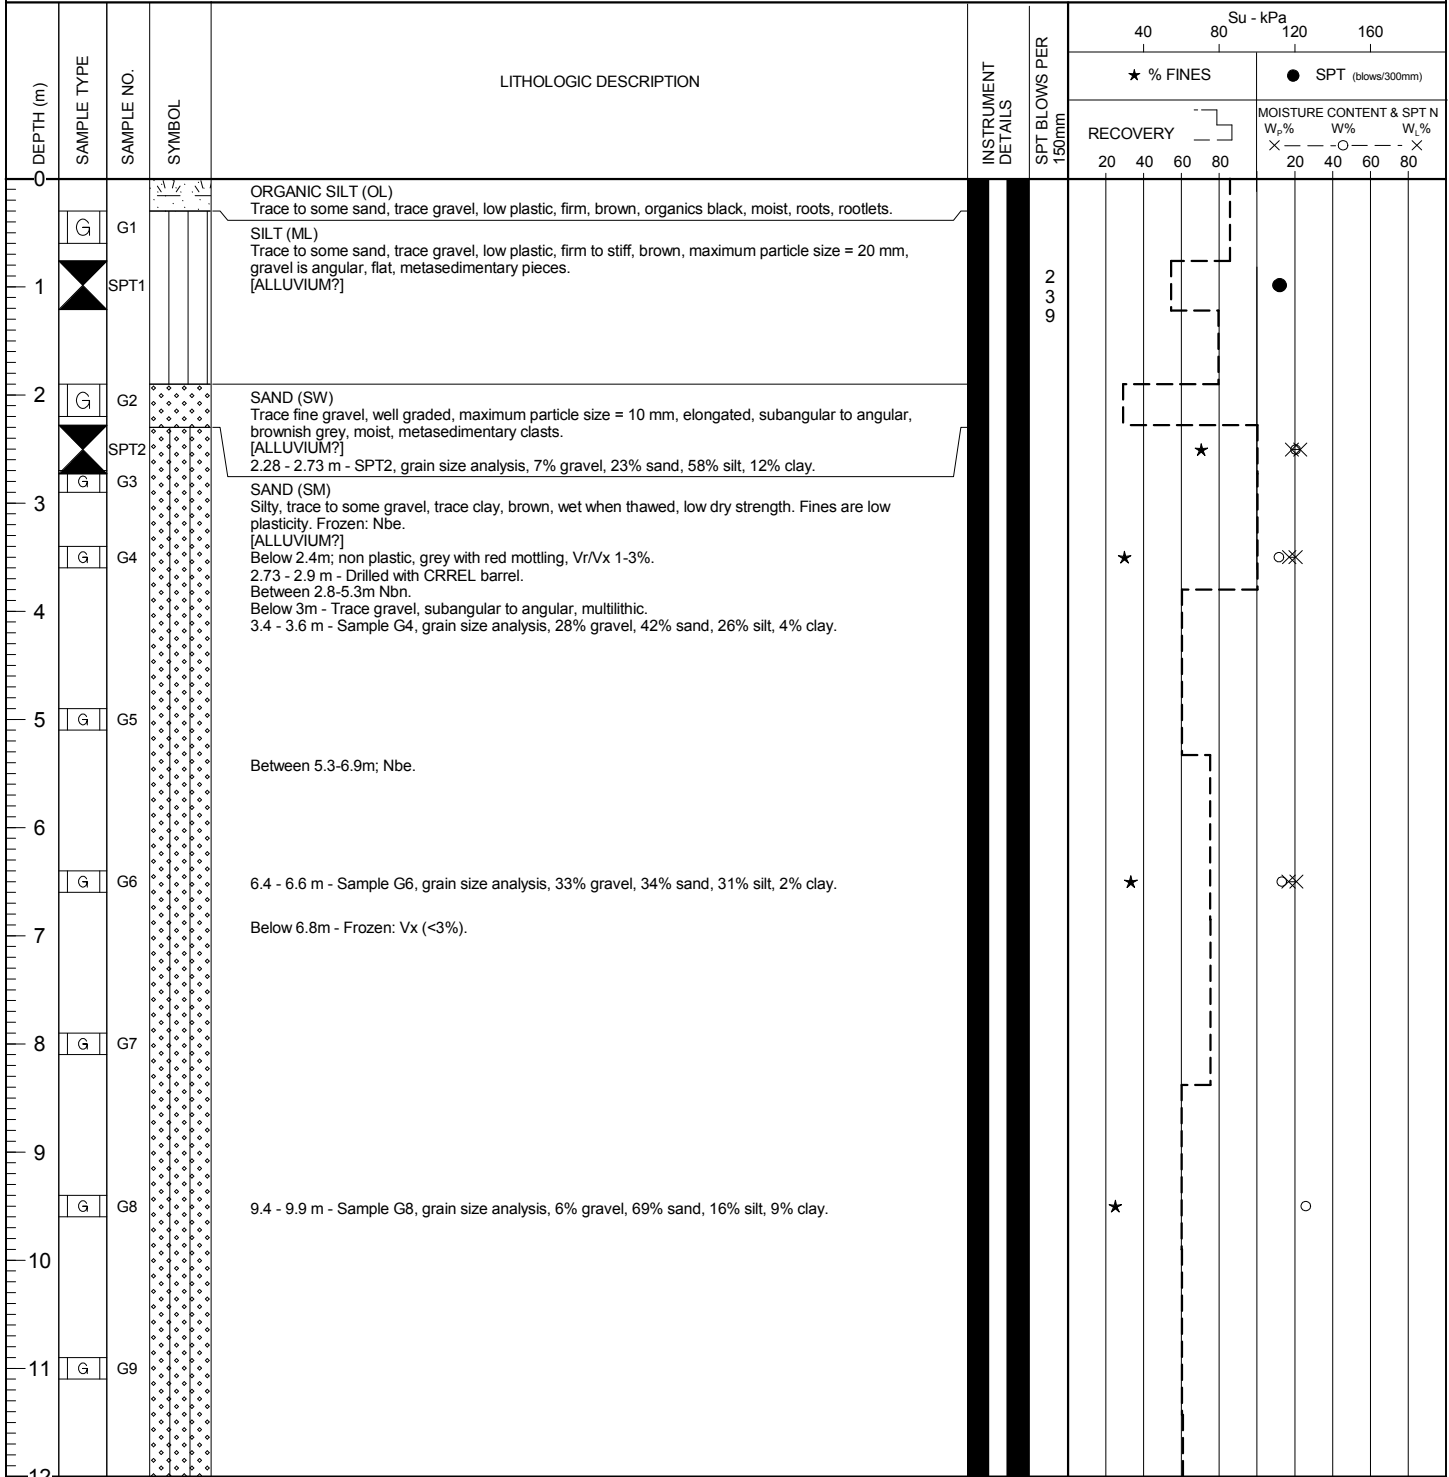 DEPTH (m)
SAMPLE TYPE
SAMPLE NO.
SYMBOL
LITHOLOGIC DESCRIPTION
INSTRUMENT
DETAILS
SPT BLOWS PER
150mm
Su - kPa
40 80 120 160
★ % FINES
● SPT (blows/300mm)
RECOVERY
MOISTURE CONTENT & SPT N
WP% W% WL%
20 40 60 80 20 40 60 80
0
ORGANIC SILT (OL)
Trace to some sand, trace gravel, low plastic, firm, brown, organics black, moist, roots, rootlets.
G G1
SILT (ML)
Trace to some sand, trace gravel, low plastic, firm to stiff, brown, maximum particle size = 20 mm,
gravel is angular, flat, metasedimentary pieces.
[ALLUVIUM?]
1 SPT1
2
3
9
2 G G2
SAND (SW)
Trace fine gravel, well graded, maximum particle size = 10 mm, elongated, subangular to angular,
brownish grey, moist, metasedimentary clasts.
[ALLUVIUM?]
SPT2
2.28 - 2.73 m - SPT2, grain size analysis, 7% gravel, 23% sand, 58% silt, 12% clay.
G G3
SAND (SM)
3
Silty, trace to some gravel, trace clay, brown, wet when thawed, low dry strength. Fines are low
plasticity. Frozen: Nbe.
[ALLUVIUM?]
G G4
Below 2.4m; non plastic, grey with red mottling, Vr/Vx 1-3%.
2.73 - 2.9 m - Drilled with CRREL barrel.
Between 2.8-5.3m Nbn.
Below 3m - Trace gravel, subangular to angular, multilithic.
4
3.4 - 3.6 m - Sample G4, grain size analysis, 28% gravel, 42% sand, 26% silt, 4% clay.
5 G G5
Between 5.3-6.9m; Nbe.
6
G G6
6.4 - 6.6 m - Sample G6, grain size analysis, 33% gravel, 34% sand, 31% silt, 2% clay.
Below 6.8m - Frozen: Vx (<3%).
7
8 G G7
9
G G8
9.4 - 9.9 m - Sample G8, grain size analysis, 6% gravel, 69% sand, 16% silt, 9% clay.
10
11 G G9
12